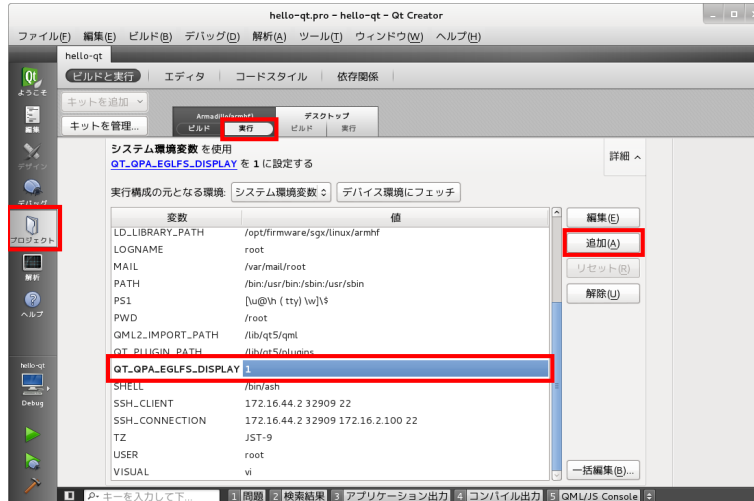 hello-qt.pro - hello-qt - Qt Creator
ファイル(F) 編集(E) ビルド(B) デバッグ(D) 解析(A) ツール(T) ウィンドウ(W) ヘルプ(H)
hello-qt
Qt
ようこそ
編集
デザイン
デバッグ
プロジェクト
解析
ヘルプ
hello-qt
Debug
ビルドと実行 エディタ コードスタイル 依存関係
キットを追加
キットを管理...
Armadillo(armhf)
ビルド 実行
デスクトップ
ビルド 実行
システム環境変数 を使用
QT_QPA_EGLFS_DISPLAY を 1 に設定する
詳細
実行構成の元となる環境: システム環境変数 デバイス環境にフェッチ
変数 値
LD_LIBRARY_PATH /opt/firmware/sgx/linux/armhf
LOGNAME root
MAIL /var/mail/root
PATH /bin:/usr/bin:/sbin:/usr/sbin
PS1 [\u@\h ( tty) \w]\$
PWD /root
QML2_IMPORT_PATH /lib/qt5/qml
QT_PLUGIN_PATH /lib/qt5/plugins
QT_QPA_EGLFS_DISPLAY 1
SHELL /bin/ash
SSH_CLIENT 172.16.44.2 32909 22
SSH_CONNECTION 172.16.44.2 32909 172.16.2.100 22
TZ JST-9
USER root
VISUAL vi
編集(E)
追加(A)
リセット(R)
解除(U)
一括編集(B)...
キーを入力して下... 1 問題 2 検索結果 3 アプリケーション出力 4 コンパイル出力 5 QML/JS Console